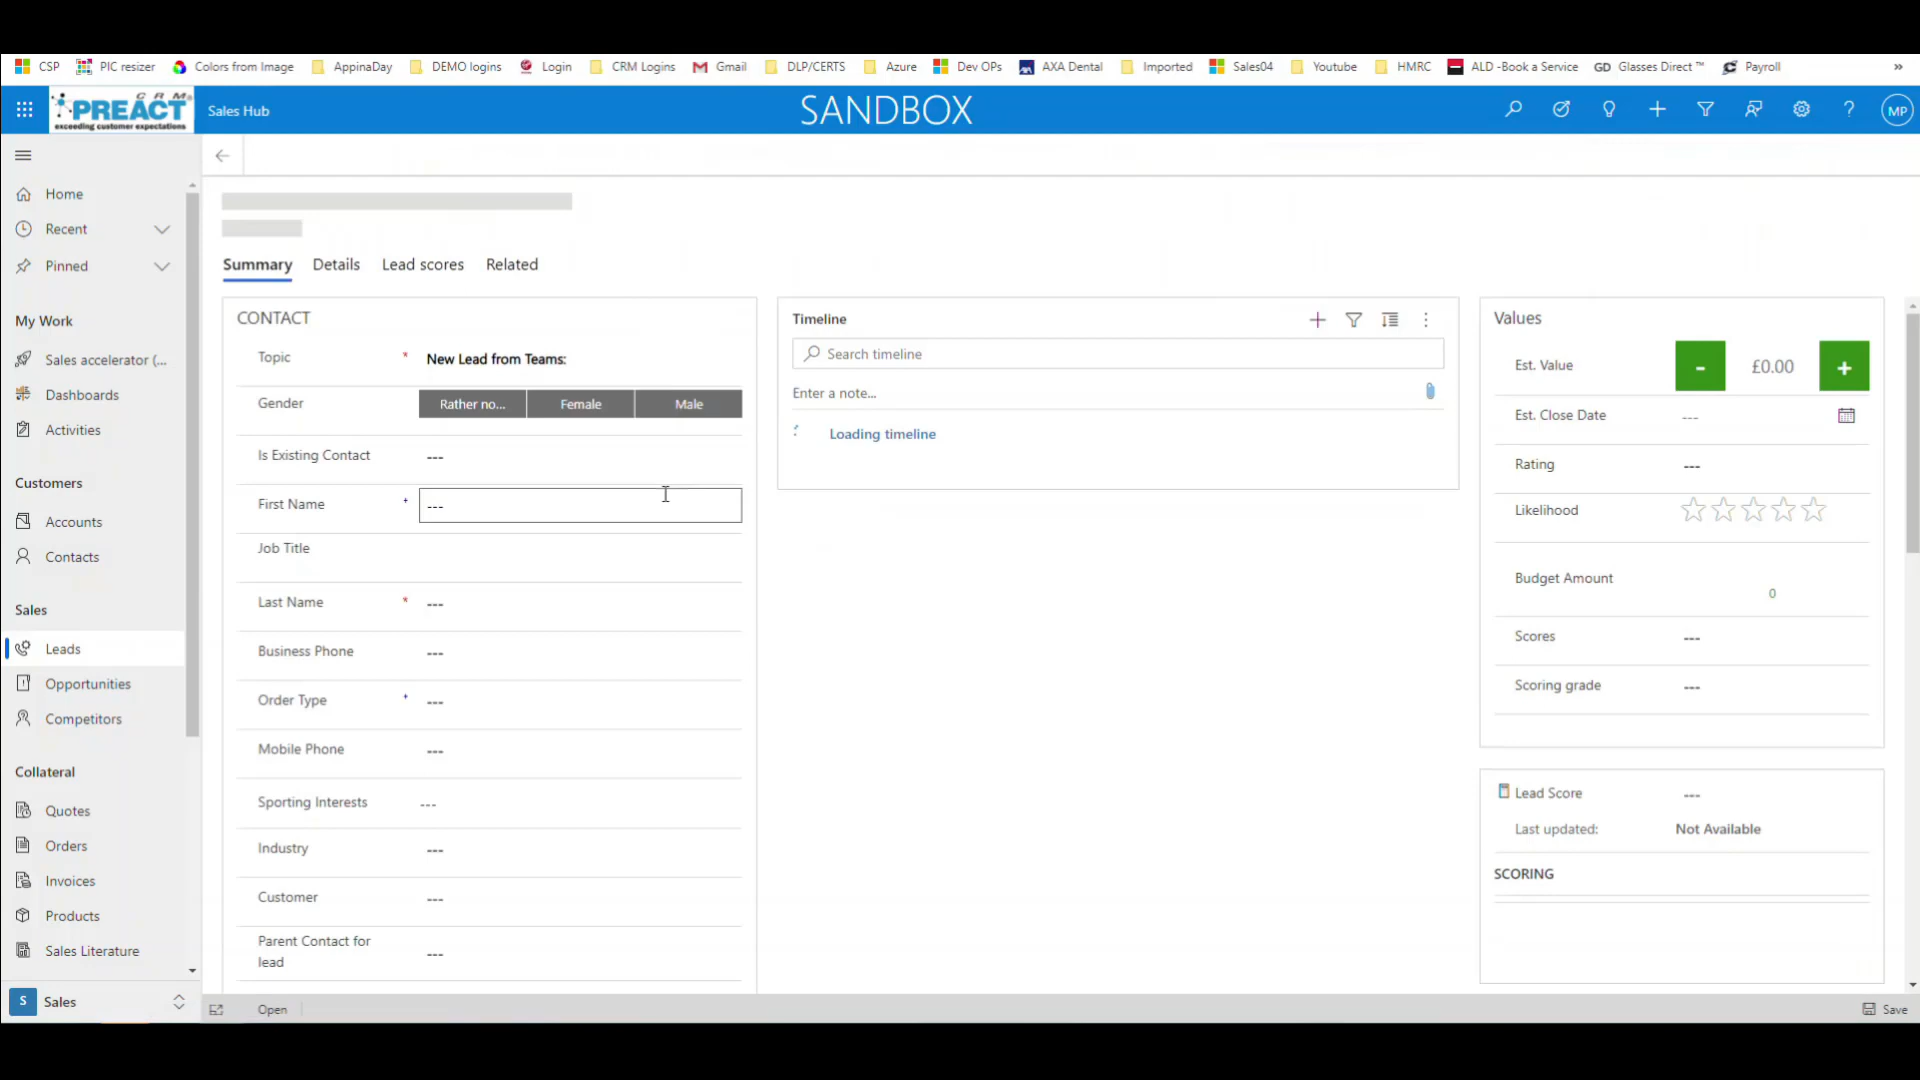 CSP PIC resizer Colors from Image AppinaDay DEMO logins Login CRM Logins Gmail DLP/CERTS Azure Dev OPs AXA Dental Imported Sales04 Youtube HMRC ALD -Book a Service GD Glasses Direct ™ Payroll »
CRM
PREACT
exceeding customer expectations
Sales Hub
SANDBOX
MP
Home
Recent
Pinned
My Work
Sales accelerator (...
Dashboards
Activities
Customers
Accounts
Contacts
Sales
Leads
Opportunities
Competitors
Collateral
Quotes
Orders
Invoices
Products
Sales Literature
S Sales
Summary Details Lead scores Related
CONTACT
Topic * New Lead from Teams:
Gender Rather no... Female Male
Is Existing Contact ---
First Name + ---
Job Title
Last Name * ---
Business Phone ---
Order Type + ---
Mobile Phone ---
Sporting Interests ---
Industry ---
Customer ---
Parent Contact for
lead ---
Timeline
Search timeline
Enter a note...
Loading timeline
Values
Est. Value - £0.00 +
Est. Close Date ---
Rating ---
Likelihood
Budget Amount
0
Scores ---
Scoring grade ---
Lead Score ---
Last updated: Not Available
SCORING
Open
Save